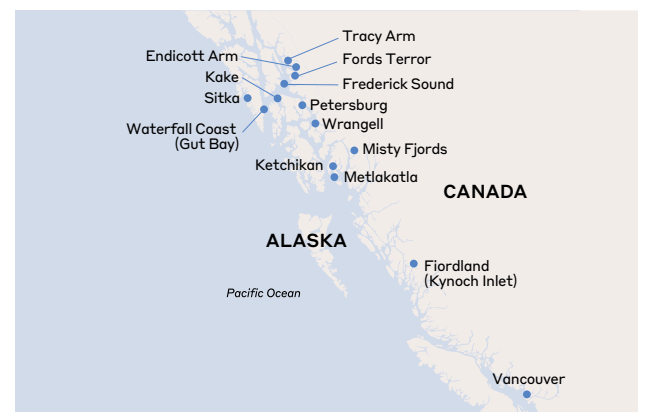 Tracy Arm
Endicott Arm
Fords Terror
Kake
Frederick Sound
Sitka
Petersburg
Wrangell
Waterfall Coast
(Gut Bay)
Misty Fjords
Ketchikan
Metlakatla
CANADA
ALASKA
Fiordland
(Kynoch Inlet)
Pacific Ocean
Vancouver